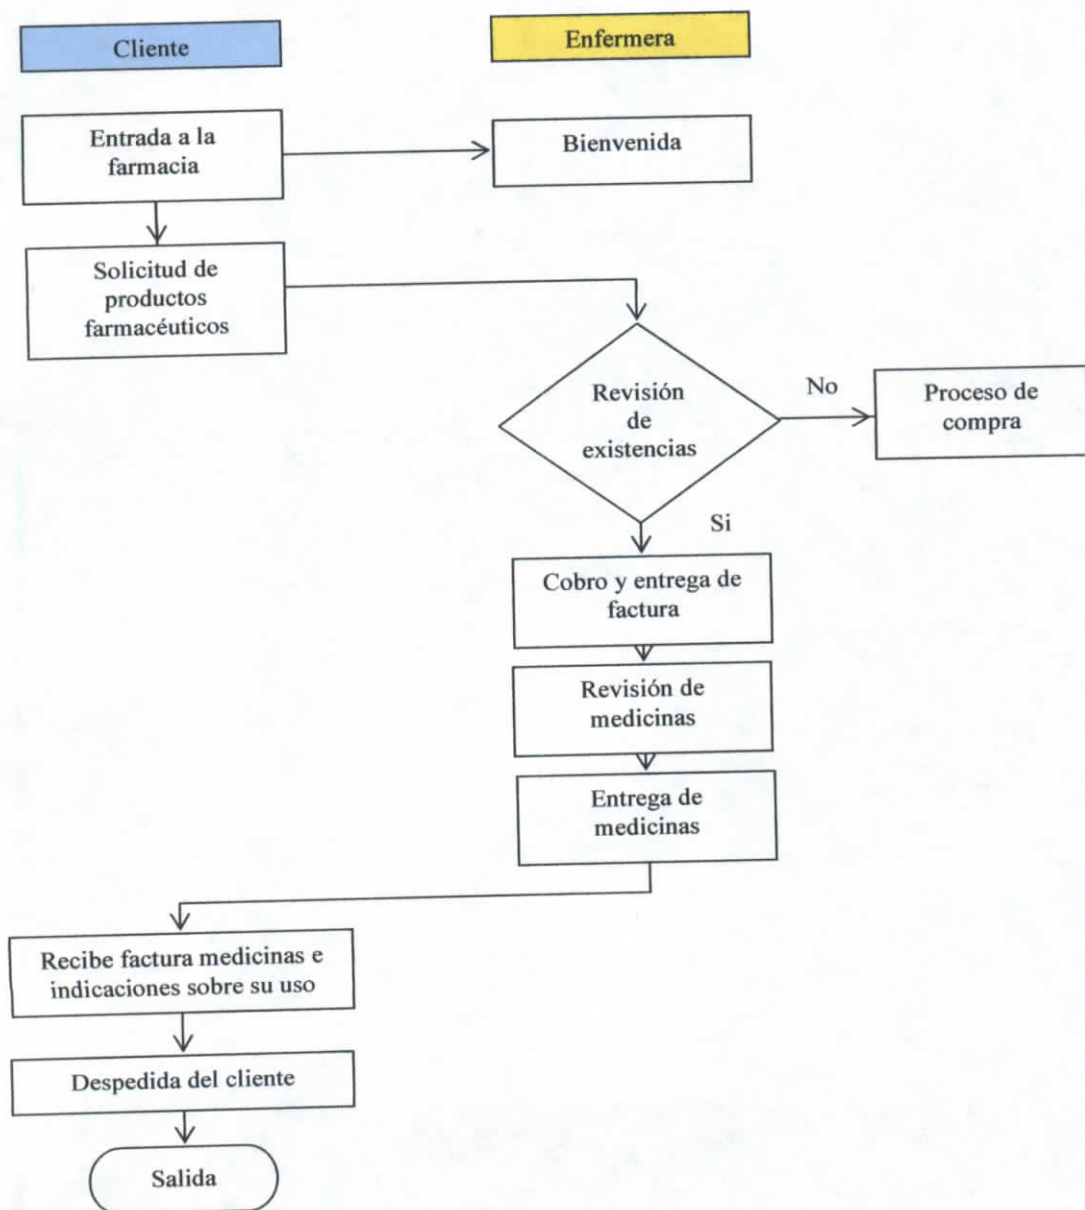 Cliente
Enfermera
Entrada a la
farmacia
Bienvenida
Solicitud de
productos
farmacéuticos
Revisión
de
existencias
No
Proceso de
compra
Si
Cobro y entrega de
factura
Revisión de
medicinas
Entrega de
medicinas
Recibe factura medicinas e
indicaciones sobre su uso
Despedida del cliente
Salida